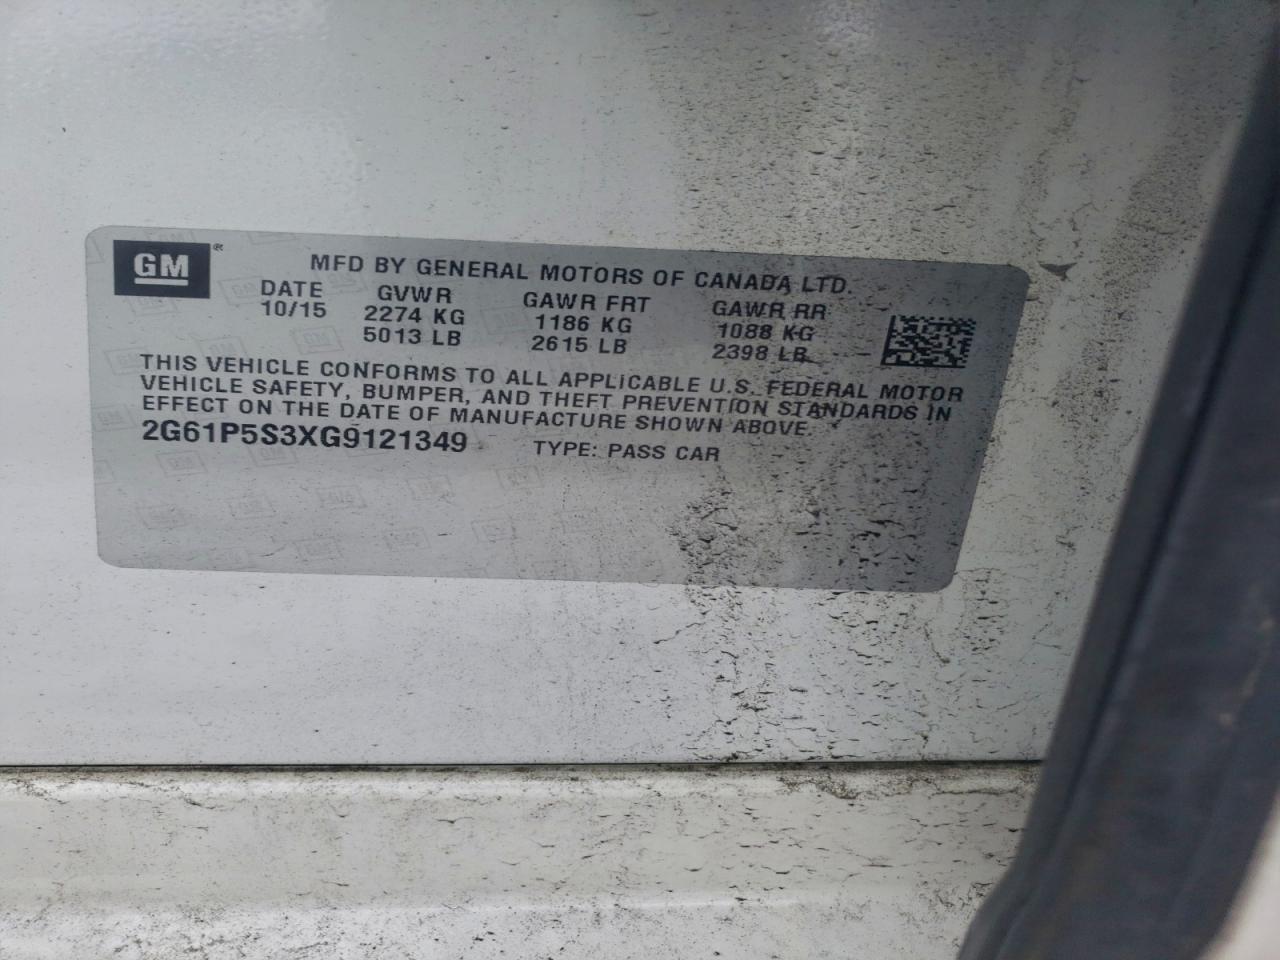 GM®
MFD BY GENERAL MOTORS OF CANADA LTD.
DATE GVWR GAWR FRT GAWR RR
10/15 2274 KG 1186 KG 1088 KG
5013 LB 2615 LB 2398 LB
THIS VEHICLE CONFORMS TO ALL APPLICABLE U.S. FEDERAL MOTOR
VEHICLE SAFETY, BUMPER, AND THEFT PREVENTION STANDARDS IN
EFFECT ON THE DATE OF MANUFACTURE SHOWN ABOVE.
2G61P5S3XG9121349 TYPE: PASS CAR